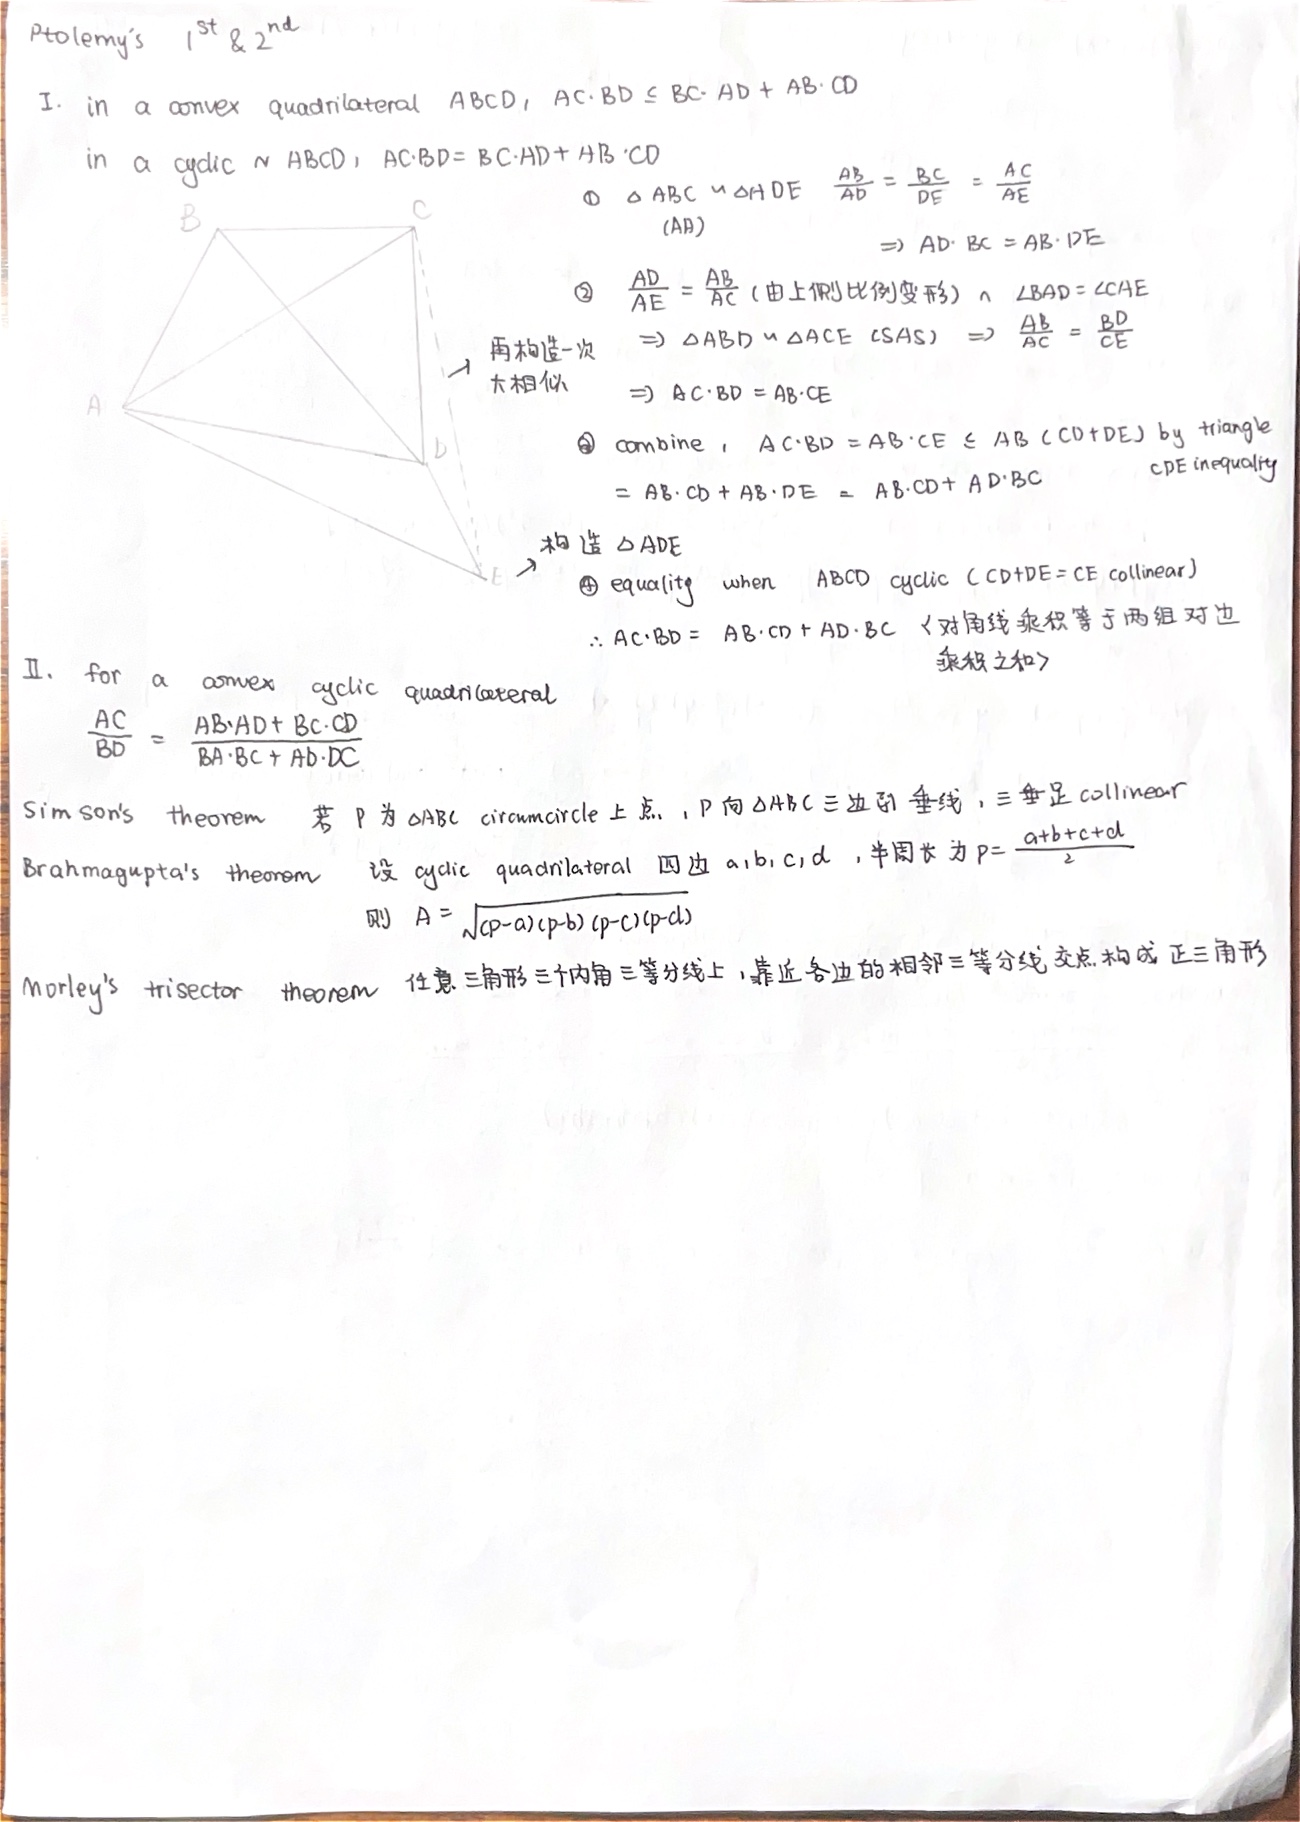 Ptolemy's 1st & 2nd
I. in a convex quadrilateral ABCD, AC·BD ≤ BC·AD + AB·CD
in a cyclic ~ ABCD, AC·BD = BC·AD + AB·CD
① △ABC ∽ △ADE AB/AD = BC/DE = AC/AE
(AA)
⇒ AD·BC = AB·DE
② AD/AE = AB/AC (由上例比例变形) ∧ ∠BAD = ∠CAE
⇒ △ABD ∽ △ACE (SAS) ⇒ AB/AC = BD/CE
⇒ AC·BD = AB·CE
③ combine, AC·BD = AB·CE ≤ AB (CD+DE) by triangle
CDE inequality
= AB·CD + AB·DE = AB·CD + AD·BC
④ equality when ABCD cyclic (CD+DE=CE collinear)
∴ AC·BD = AB·CD + AD·BC <对角线乘积等于两组对边
乘积之和>
B
C
A
D
E
→ 再构造一次
大相似
→ 构造 △ADE
II. for a convex cyclic quadrilateral
AC/BD = (AB·AD + BC·CD)/(BA·BC + AD·DC)
Simson's theorem 若 P 为 △ABC circumcircle 上点, P 向 △ABC 三边引垂线, 三垂足 collinear
Brahmagupta's theorem 设 cyclic quadrilateral 四边 a, b, c, d, 半周长为 p = (a+b+c+d)/2
则 A = √(p-a)(p-b)(p-c)(p-d)
Morley's trisector theorem 任意三角形三个内角三等分线上, 靠近各边的相邻三等分线交点构成正三角形